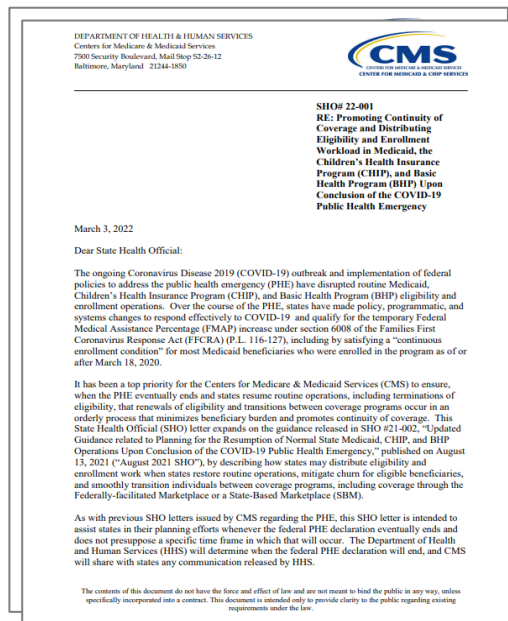 DEPARTMENT OF HEALTH & HUMAN SERVICES
Centers for Medicare & Medicaid Services
7500 Security Boulevard, Mail Stop S2-26-12
Baltimore, Maryland 21244-1850
CMS
CENTERS FOR MEDICARE & MEDICAID SERVICES
CENTER FOR MEDICAID & CHIP SERVICES
SHO# 22-001
RE: Promoting Continuity of
Coverage and Distributing
Eligibility and Enrollment
Workload in Medicaid, the
Children's Health Insurance
Program (CHIP), and Basic
Health Program (BHP) Upon
Conclusion of the COVID-19
Public Health Emergency
March 3, 2022
Dear State Health Official:
The ongoing Coronavirus Disease 2019 (COVID-19) outbreak and implementation of federal
policies to address the public health emergency (PHE) have disrupted routine Medicaid,
Children's Health Insurance Program (CHIP), and Basic Health Program (BHP) eligibility and
enrollment operations. Over the course of the PHE, states have made policy, programmatic, and
systems changes to respond effectively to COVID-19 and qualify for the temporary Federal
Medical Assistance Percentage (FMAP) increase under section 6008 of the Families First
Coronavirus Response Act (FFCRA) (P.L. 116-127), including by satisfying a "continuous
enrollment condition" for most Medicaid beneficiaries who were enrolled in the program as of or
after March 18, 2020.
It has been a top priority for the Centers for Medicare & Medicaid Services (CMS) to ensure,
when the PHE eventually ends and states resume routine operations, including terminations of
eligibility, that renewals of eligibility and transitions between coverage programs occur in an
orderly process that minimizes beneficiary burden and promotes continuity of coverage. This
State Health Official (SHO) letter expands on the guidance released in SHO #21-002, "Updated
Guidance related to Planning for the Resumption of Normal State Medicaid, CHIP, and BHP
Operations Upon Conclusion of the COVID-19 Public Health Emergency," published on August
13, 2021 ("August 2021 SHO"), by describing how states may distribute eligibility and
enrollment work when states restore routine operations, mitigate churn for eligible beneficiaries,
and smoothly transition individuals between coverage programs, including coverage through the
Federally-facilitated Marketplace or a State-Based Marketplace (SBM).
As with previous SHO letters issued by CMS regarding the PHE, this SHO letter is intended to
assist states in their planning efforts whenever the federal PHE declaration eventually ends and
does not presuppose a specific time frame in which that will occur. The Department of Health
and Human Services (HHS) will determine when the federal PHE declaration will end, and CMS
will share with states any communication released by HHS.
The contents of this document do not have the force and effect of law and are not meant to bind the public in any way, unless
specifically incorporated into a contract. This document is intended only to provide clarity to the public regarding existing
requirements under the law.